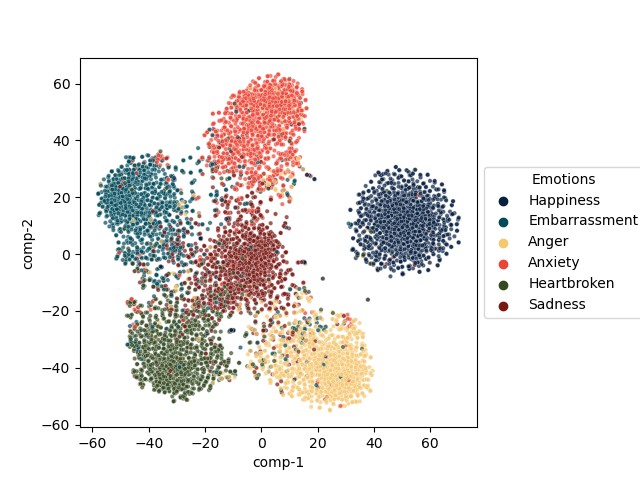 60
40
20
0
−20
−40
−60
−60
−40
−20
0
20
40
60
comp-2
comp-1
Emotions
Happiness
Embarrassment
Anger
Anxiety
Heartbroken
Sadness